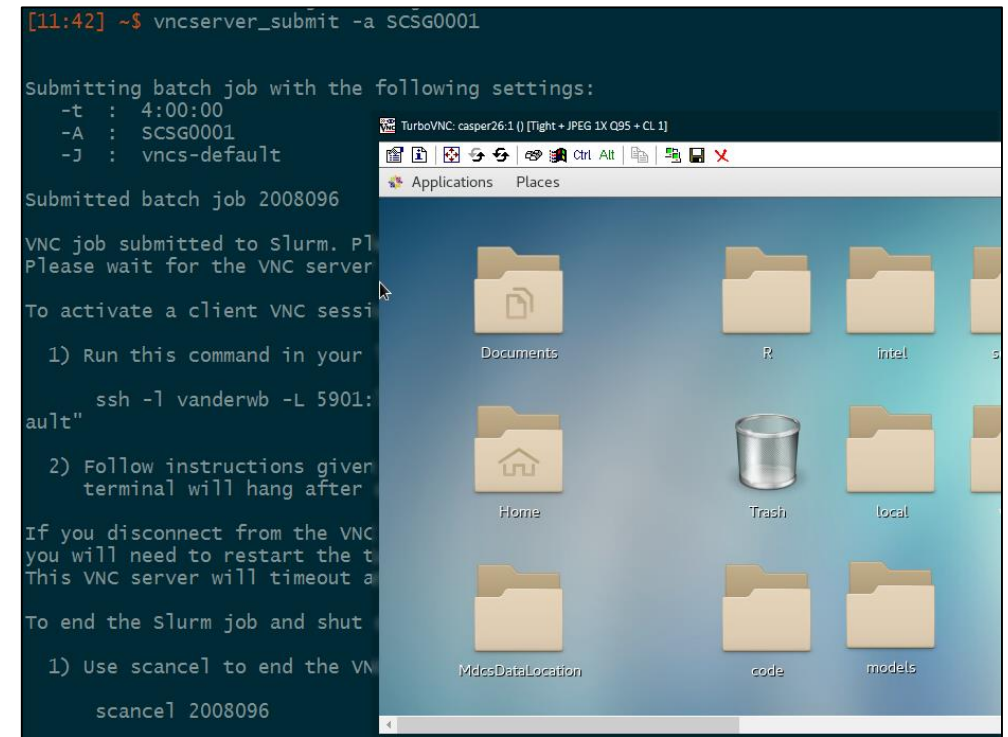 [11:42] ~$ vncserver_submit -a SCSG0001
Submitting batch job with the following settings:
-t : 4:00:00
-A : SCSG0001
-J : vncs-default
Submitted batch job 2008096
VNC job submitted to Slurm.
Please wait for the VNC server
To activate a client VNC
1) Run this command in your
ssh -l vanderwb -L 5901:
ault"
2) Follow instructions given
terminal will hang after
If you disconnect from the VNC
you will need to restart the
This VNC server will timeout
To end the Slurm job and shut
1) Use scancel to end the
scancel 2008096
TurboVNC: casper26:1 () [Tight + JPEG 1X Q95 + CL 1]
Ctrl Alt
Applications Places
Documents R intel
Home Trash local
MdcsDataLocation code models